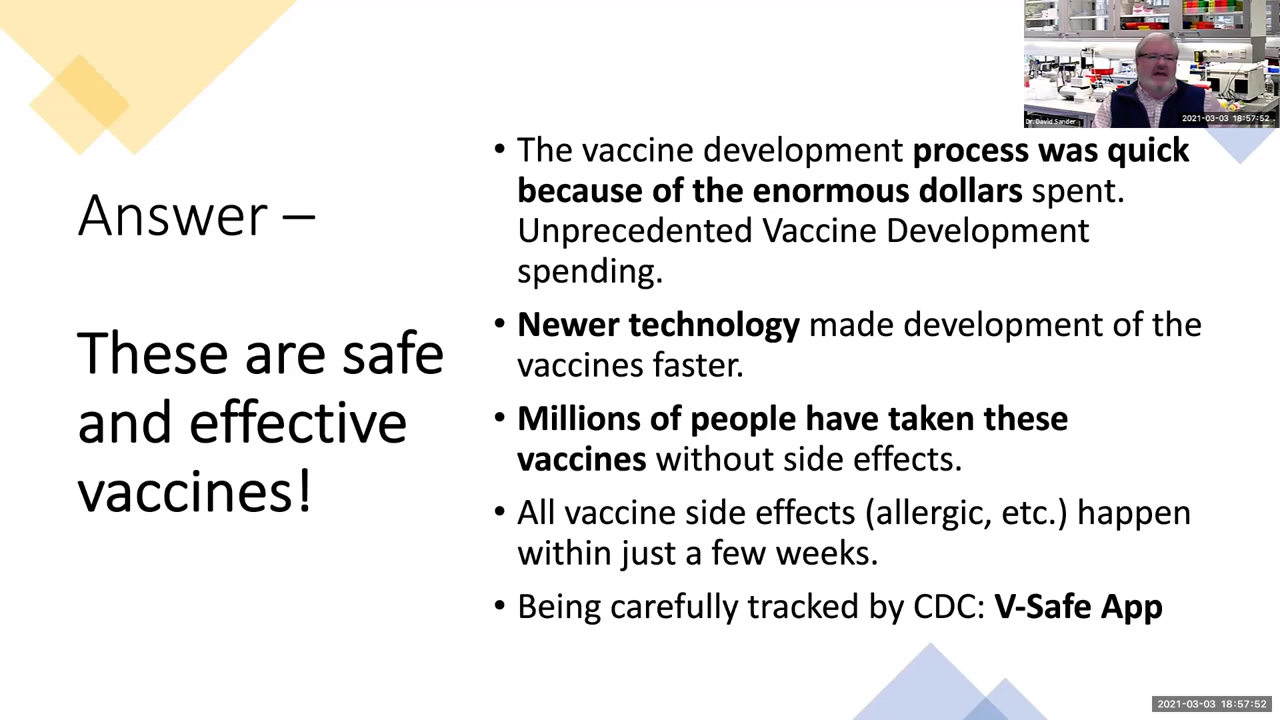 Dr. David Sander
2021-03-03 18:57:52
Answer –
These are safe
and effective
vaccines!
• The vaccine development process was quick
because of the enormous dollars spent.
Unprecedented Vaccine Development
spending.
• Newer technology made development of the
vaccines faster.
• Millions of people have taken these
vaccines without side effects.
• All vaccine side effects (allergic, etc.) happen
within just a few weeks.
• Being carefully tracked by CDC: V-Safe App
2021-03-03 18:57:52